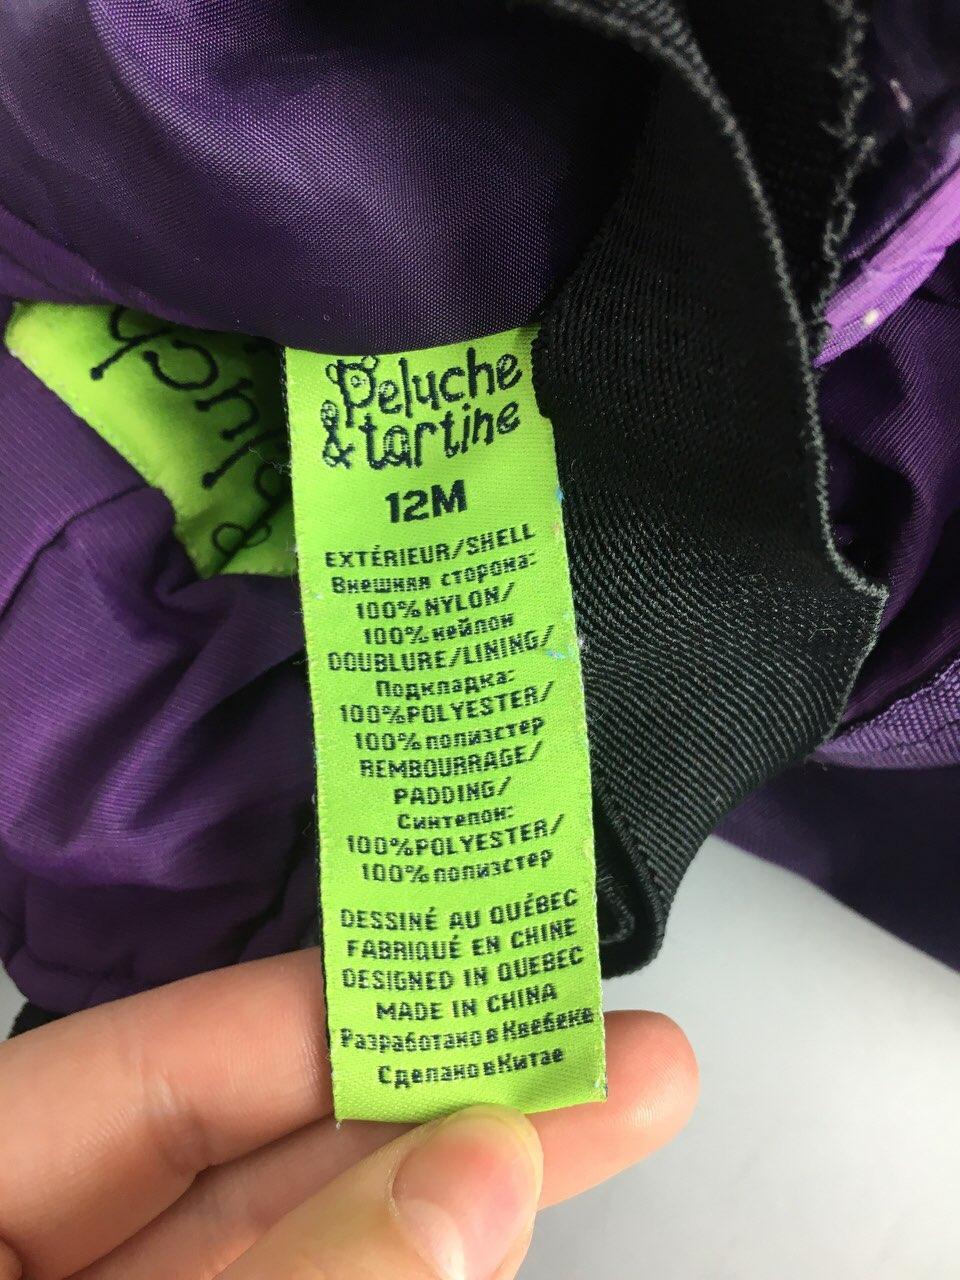 Peluche
& tartine
12M
EXTÉRIEUR/SHELL
Внешняя сторона:
100% NYLON/
100% нейлон
DOUBLURE/LINING/
Подкладка:
100%POLYESTER/
100% полиэстер
REMBOURRAGE/
PADDING/
Синтепон:
100%POLYESTER/
100% полиэстер
DESSINÉ AU QUÉBEC
FABRIQUÉ EN CHINE
DESIGNED IN QUEBEC
MADE IN CHINA
Разработано в Квебеке
Сделано в Китае